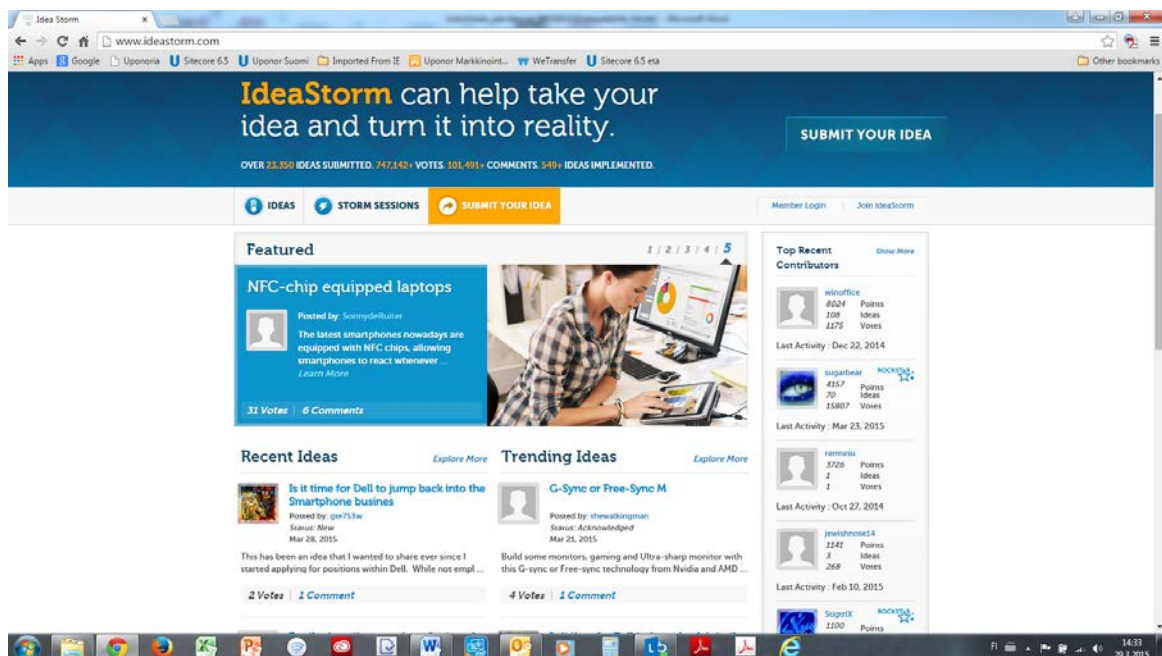 Idea Storm
www.ideastorm.com
Apps Google Uponoria Sitecore 6.5 Uponor Suomi Imported From IE Uponor Markkinoint... WeTransfer Sitecore 6.5 eta Other bookmarks
IdeaStorm can help take your
idea and turn it into reality.
SUBMIT YOUR IDEA
OVER 23,350 IDEAS SUBMITTED. 747,142+ VOTES. 101,491+ COMMENTS. 549+ IDEAS IMPLEMENTED.
IDEAS STORM SESSIONS SUBMIT YOUR IDEA Member Login Join IdeaStorm
Featured 1 / 2 / 3 / 4 / 5
NFC-chip equipped laptops
Posted by: SonnydeRuiter
The latest smartphones nowadays are
equipped with NFC chips, allowing
smartphones to react whenever ...
Learn More
31 Votes | 6 Comments
Recent Ideas Explore More
Is it time for Dell to jump back into the
Smartphone busines
Posted by: gre753w
Status: New
Mar 28, 2015
This has been an idea that I wanted to share ever since I
started applying for positions within Dell. While not empl ...
2 Votes | 1 Comment
Trending Ideas Explore More
G-Sync or Free-Sync M
Posted by: thewalkingman
Status: Acknowledged
Mar 21, 2015
Build some monitors, gaming and Ultra-sharp monitor with
this G-sync or Free-sync technology from Nvidia and AMD ...
4 Votes | 1 Comment
Top Recent Show More
Contributors
winoffice
8024 Points
108 Ideas
1175 Votes
Last Activity : Dec 22, 2014
sugarbear ROCKSTAR
4157 Points
70 Ideas
15807 Votes
Last Activity : Mar 23, 2015
rarmasu
3726 Points
1 Ideas
1 Votes
Last Activity : Oct 27, 2014
jewishnose14
1141 Points
3 Ideas
268 Votes
Last Activity : Feb 10, 2015
ROCKSTAR
1100 Points
FI 14:33
29.3.2015